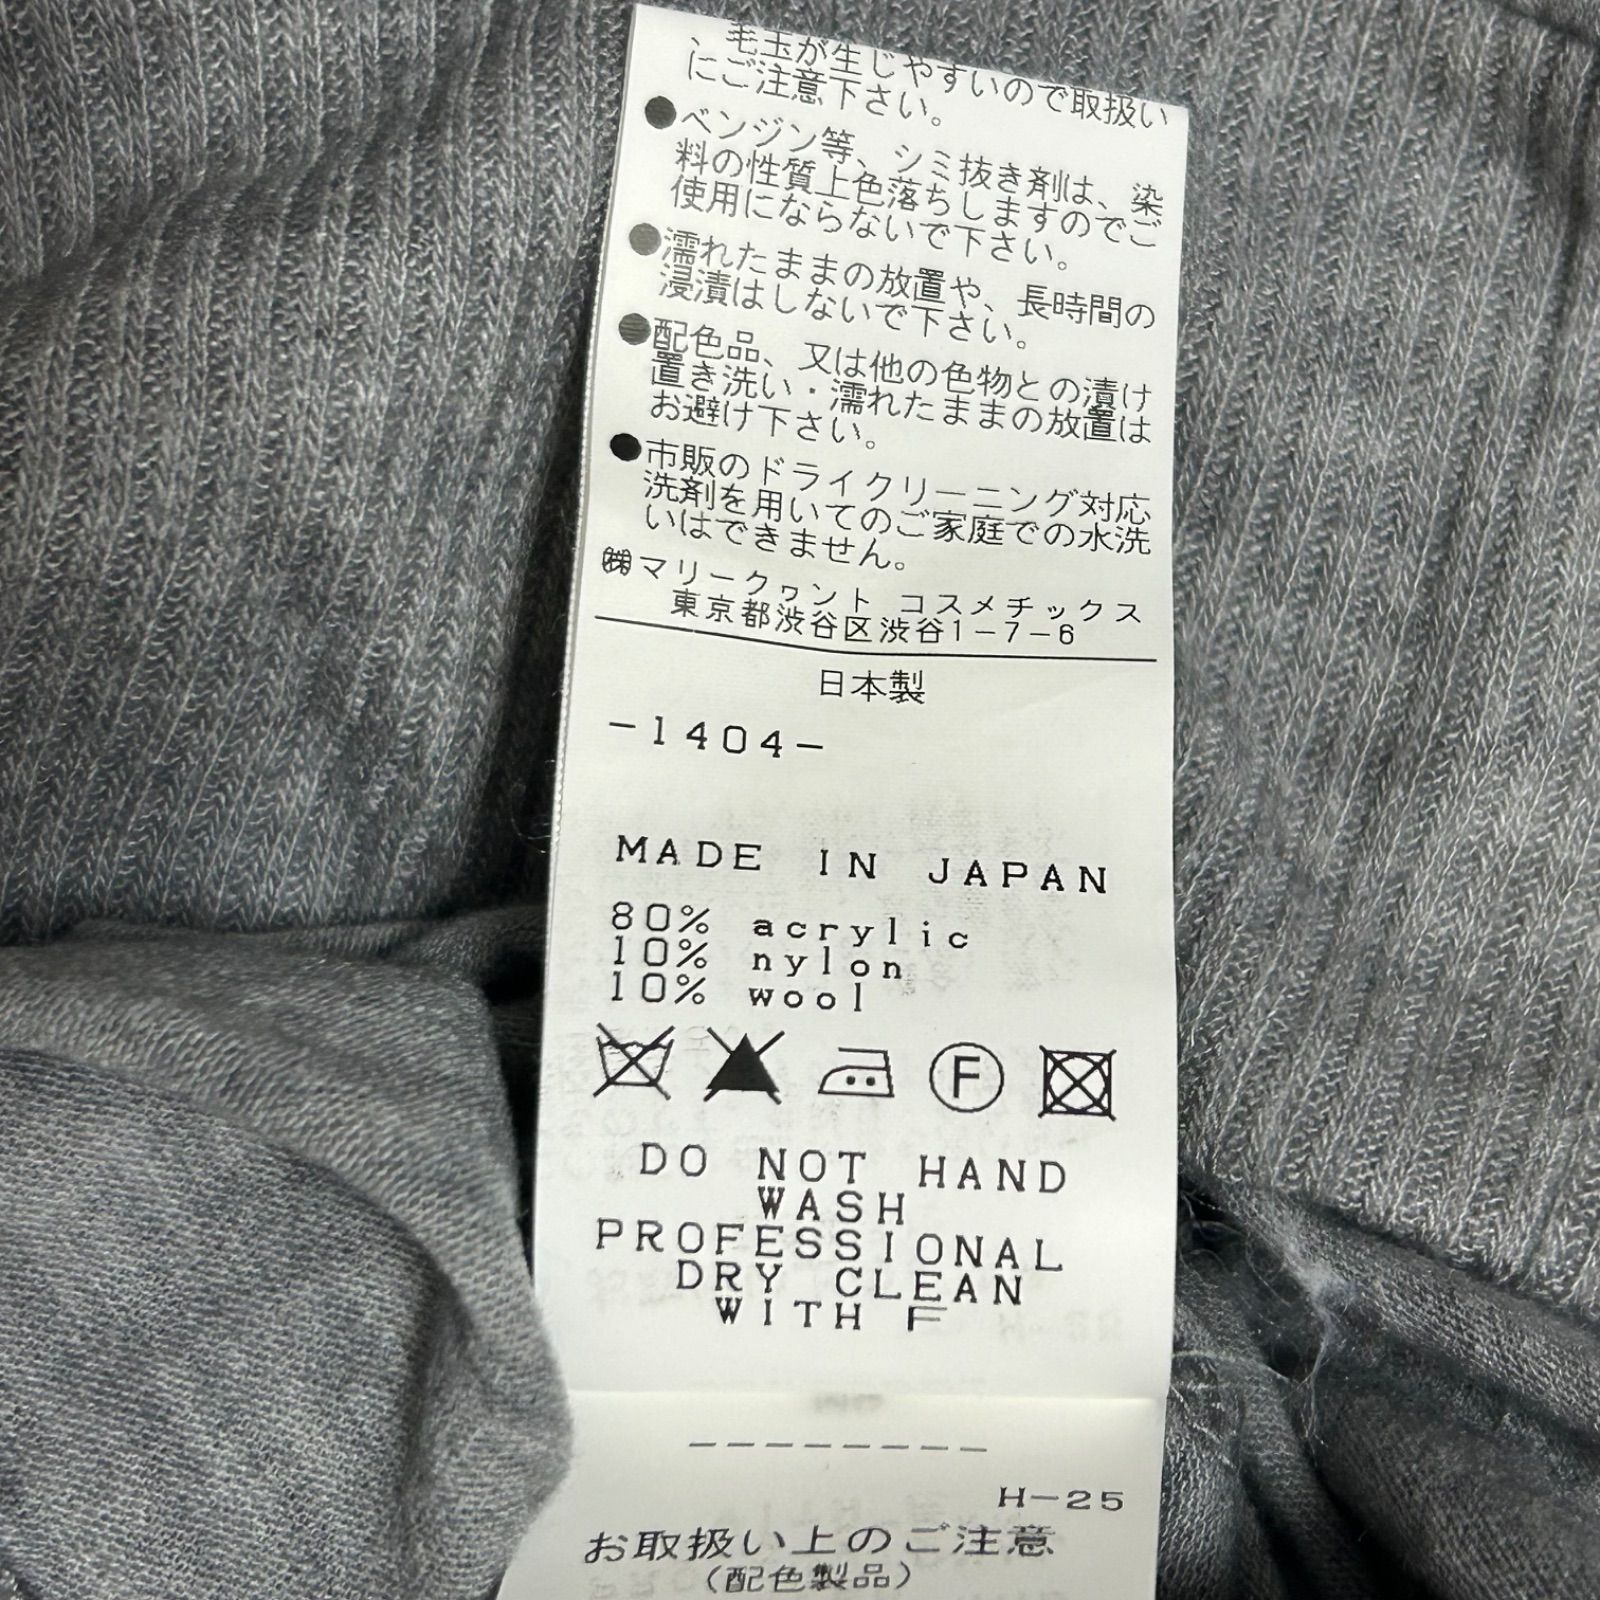 、毛玉が生じやすいので取扱い
にご注意下さい。
●ベンジン等、シミ抜き剤は、染
料の性質上色落ちしますのでご
使用にならないで下さい。
●濡れたままの放置や、長時間の
浸漬はしないで下さい。
●配色品、又は他の色物との漬け
置き洗い・濡れたままの放置は
お避け下さい。
●市販のドライクリーニング対応
洗剤を用いてのご家庭での水洗
いはできません。
㈱マリークヮント コスメチックス
東京都渋谷区渋谷1-7-6
日本製
-1404-
MADE IN JAPAN
80% acrylic
10% nylon
10% wool
F
DO NOT HAND
WASH
PROFESSIONAL
DRY CLEAN
WITH F
--------
H-25
お取扱い上のご注意
(配色製品)